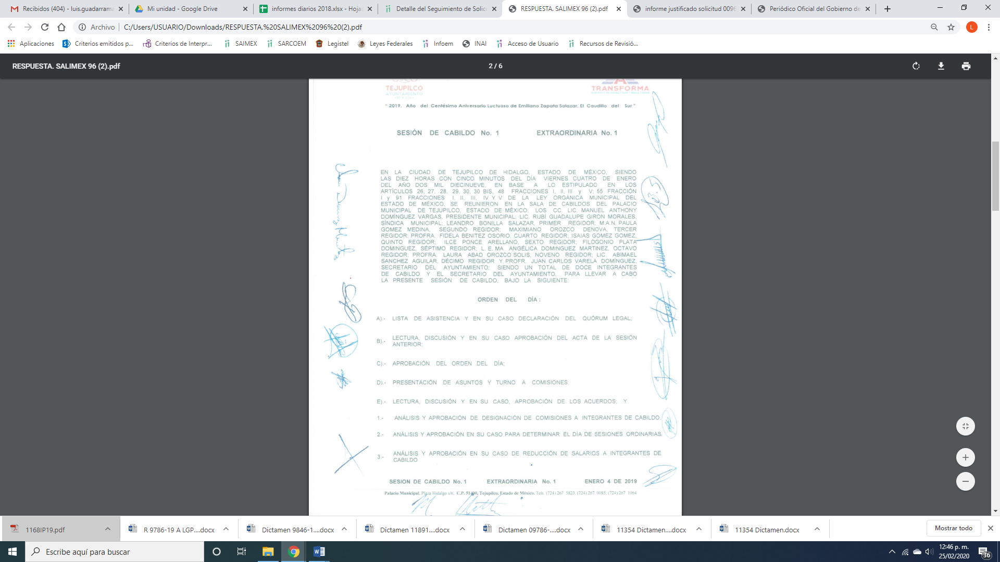 Recibidos (404) - luis.guadarrama
Mi unidad - Google Drive
informes diarios 2018.xlsx - Hojas
Detalle del Seguimiento de Solici
RESPUESTA. SALIMEX 96 (2).pdf
informe justificado solicitud 0096
Periódico Oficial del Gobierno de
Archivo C:/Users/USUARIO/Downloads/RESPUESTA.%20SALIMEX%2096%20(2).pdf
L
Aplicaciones
Criterios emitidos p...
Criterios de Interpr...
SAIMEX
SARCOEM
Legistel
Leyes Federales
Infoem
INAI
Acceso de Usuario
Recursos de Revisió...
RESPUESTA. SALIMEX 96 (2).pdf
2 / 6
TEJUPILCO
AYUNTAMIENTO
TRANSFORMA
" 2019. Año del Centésimo Aniversario Luctuoso de Emiliano Zapata Salazar. El Caudillo del Sur "
SESIÓN DE CABILDO No. 1 EXTRAORDINARIA No. 1
EN LA CIUDAD DE TEJUPILCO DE HIDALGO, ESTADO DE MÉXICO, SIENDO
LAS DIEZ HORAS CON CINCO MINUTOS DEL DÍA VIERNES CUATRO DE ENERO
DEL AÑO DOS MIL DIECINUEVE, EN BASE A LO ESTIPULADO EN LOS
ARTÍCULOS 26, 27, 28, 29, 30, 30 BIS, 48 FRACCIONES I, II, III y V; 55 FRACCIÓN
I y 91 FRACCIONES I, II, III, IV Y V DE LA LEY ORGÁNICA MUNICIPAL DEL
ESTADO DE MÉXICO, SE REUNIERON EN LA SALA DE CABILDOS DEL PALACIO
MUNICIPAL DE TEJUPILCO, ESTADO DE MÉXICO, LOS CC. LIC. MANUEL ANTHONY
DOMÍNGUEZ VARGAS, PRESIDENTE MUNICIPAL; LIC. RUBÍ GUADALUPE GIRON MORALES,
SÍNDICA MUNICIPAL; LEANDRO BONILLA SALAZAR, PRIMER REGIDOR; M.A.N. PAULA
GOMEZ MEDINA, SEGUNDO REGIDOR; MAXIMIANO OROZCO DENOVA, TERCER
REGIDOR; PROFRA. FIDELA BENITEZ OSORIO, CUARTO REGIDOR; ISAIAS GOMEZ GOMEZ,
QUINTO REGIDOR; ILCE PONCE ARELLANO, SEXTO REGIDOR; FILOGONIO PLATA
DOMINGUEZ, SÉPTIMO REGIDOR; L. E. MA ANGÉLICA DOMINGUEZ MARTINEZ, OCTAVO
REGIDOR; PROFRA. LAURA ABAD OROZCO SOLIS, NOVENO REGIDOR; LIC. ABIMAEL
SANCHEZ AGUILAR, DÉCIMO REGIDOR Y PROFR. JUAN CARLOS VARELA DOMÍNGUEZ,
SECRETARIO DEL AYUNTAMIENTO; SIENDO UN TOTAL DE DOCE INTEGRANTES
DE CABILDO Y EL SECRETARIO DEL AYUNTAMIENTO, PARA LLEVAR A CABO
LA PRESENTE SESIÓN DE CABILDO, BAJO LA SIGUIENTE:
ORDEN DEL DÍA :
A).- LISTA DE ASISTENCIA Y EN SU CASO DECLARACIÓN DEL QUÓRUM LEGAL;
B).- LECTURA, DISCUSIÓN Y EN SU CASO APROBACIÓN DEL ACTA DE LA SESIÓN
ANTERIOR;
C).- APROBACIÓN DEL ORDEN DEL DÍA;
D).- PRESENTACIÓN DE ASUNTOS Y TURNO A COMISIONES.
E).- LECTURA, DISCUSIÓN Y EN SU CASO, APROBACIÓN DE LOS ACUERDOS; Y
1.- ANÁLISIS Y APROBACIÓN DE DESIGNACIÓN DE COMISIONES A INTEGRANTES DE CABILDO.
2.- ANÁLISIS Y APROBACIÓN EN SU CASO PARA DETERMINAR EL DÍA DE SESIONES ORDINARIAS
3.- ANÁLISIS Y APROBACIÓN EN SU CASO DE REDUCCIÓN DE SALARIOS A INTEGRANTES DE
CABILDO
SESION DE CABILDO No. 1 EXTRAORDINARIA No. 1 ENERO 4 DE 2019
Palacio Municipal, Plaza Hidalgo s/n, C.P. 51400, Tejupilco, Estado de México. Tels. (724) 267 5823, (724) 267 0085, (724) 267 1064
1168IP19.pdf
R 9786-19 A LGP....docx
Dictamen 9846-1....docx
Dictamen 11891....docx
Dictamen 09786-....docx
11354 Dictamen....docx
11354 Dictamen.docx
Mostrar todo
Escribe aquí para buscar
12:46 p. m.
25/02/2020
36